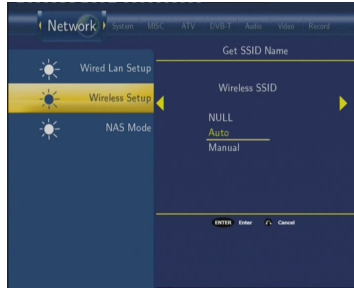 Network System MISC ATV DVB-T Audio Video Record
Get SSID Name
Wired Lan Setup
Wireless Setup
NAS Mode
Wireless SSID
NULL
Auto
Manual
ENTER Enter Cancel